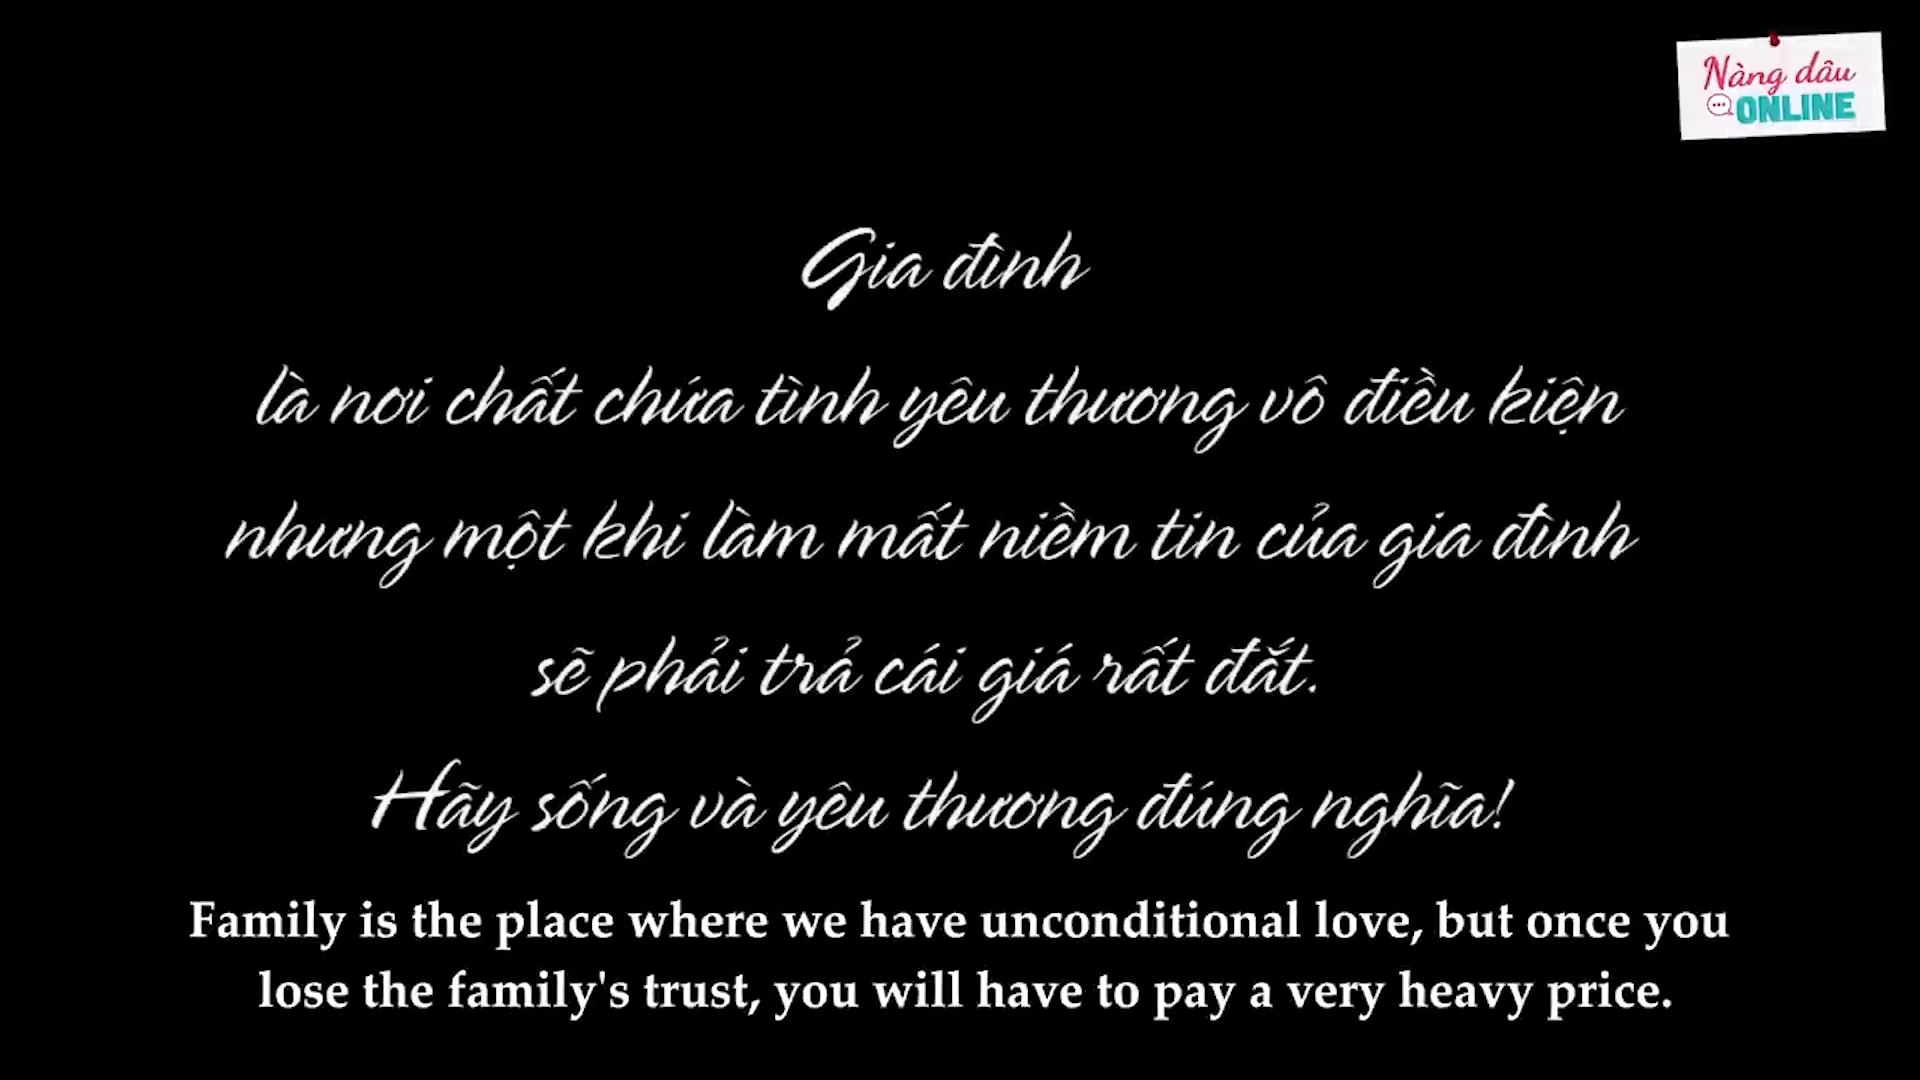 Nàng dâu
ONLINE
Gia đình
là nơi chất chứa tình yêu thương vô điều kiện
nhưng một khi làm mất niềm tin của gia đình
sẽ phải trả cái giá rất đắt.
Hãy sống và yêu thương đúng nghĩa!
Family is the place where we have unconditional love, but once you
lose the family's trust, you will have to pay a very heavy price.